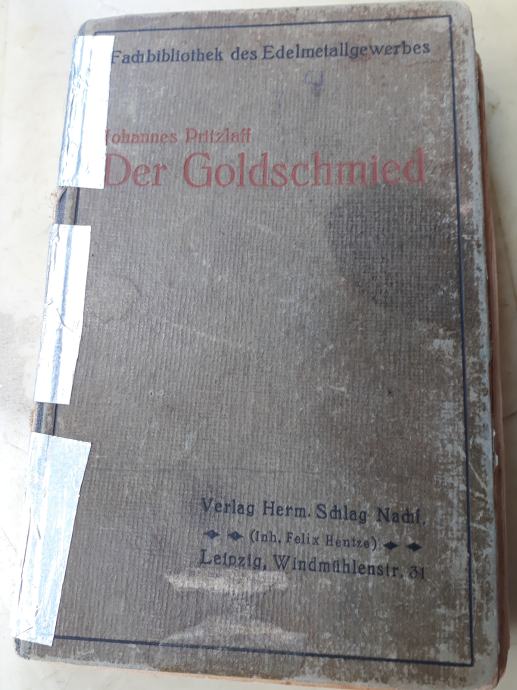 Fachbibliothek des Edelmetallgewerbes
Johannes Pritzlaff
Der Goldschmied
Verlag Herm. Schlag Nachf.
(Inh. Felix Hentze)
Leipzig, Windmühlenstr. 31